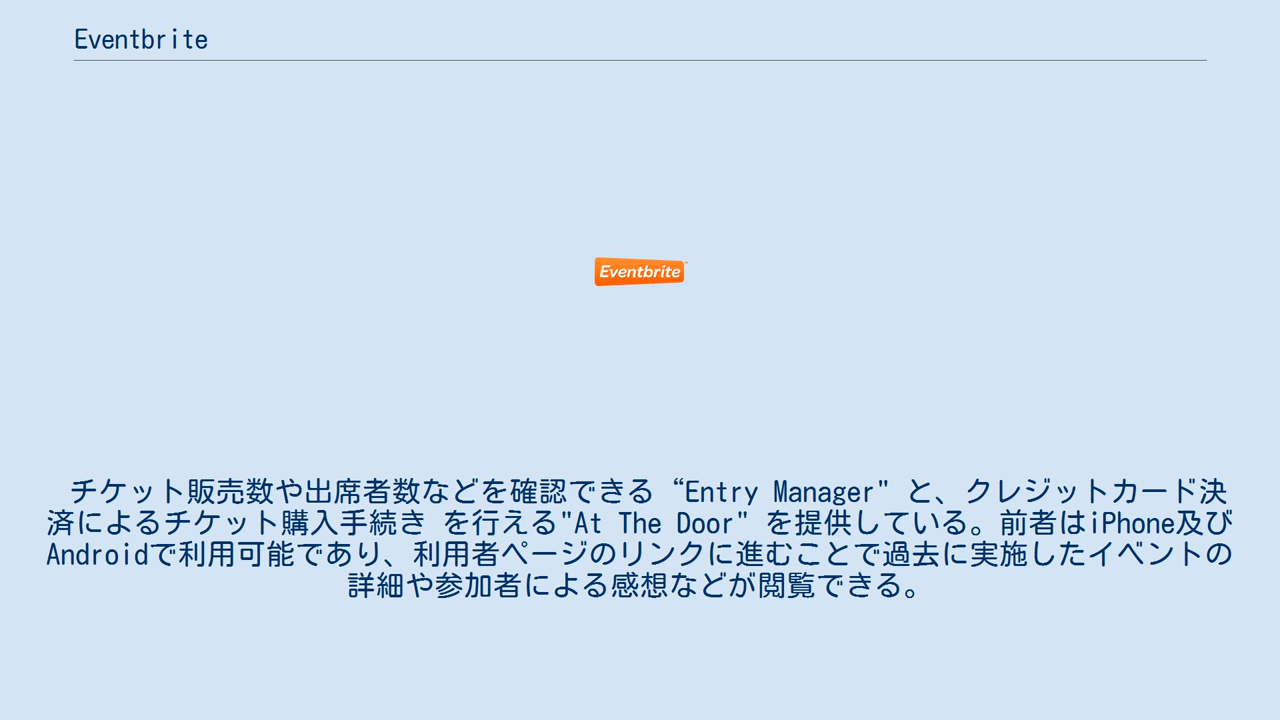 Eventbrite
Eventbrite™
チケット販売数や出席者数などを確認できる“Entry Manager" と、クレジットカード決
済によるチケット購入手続き を行える"At The Door" を提供している。前者はiPhone及び
Androidで利用可能であり、利用者ページのリンクに進むことで過去に実施したイベントの
詳細や参加者による感想などが閲覧できる。